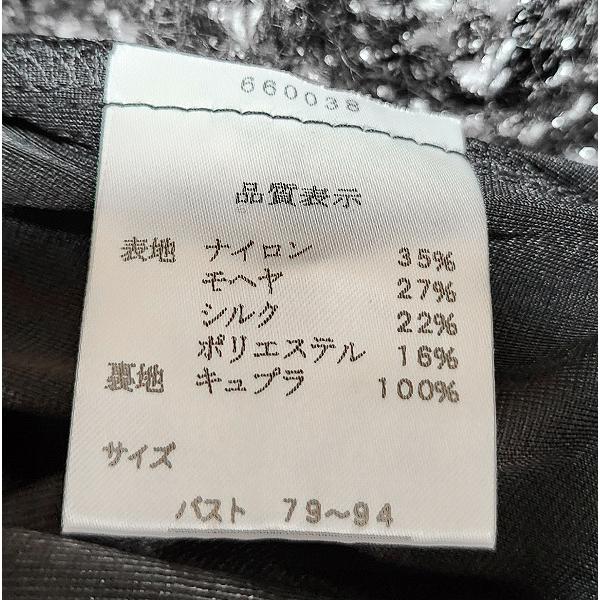 660038
品質表示
表地 ナイロン 35%
モヘヤ 27%
シルク 22%
ポリエステル 16%
裏地 キュプラ 100%
サイズ
バスト 79～94